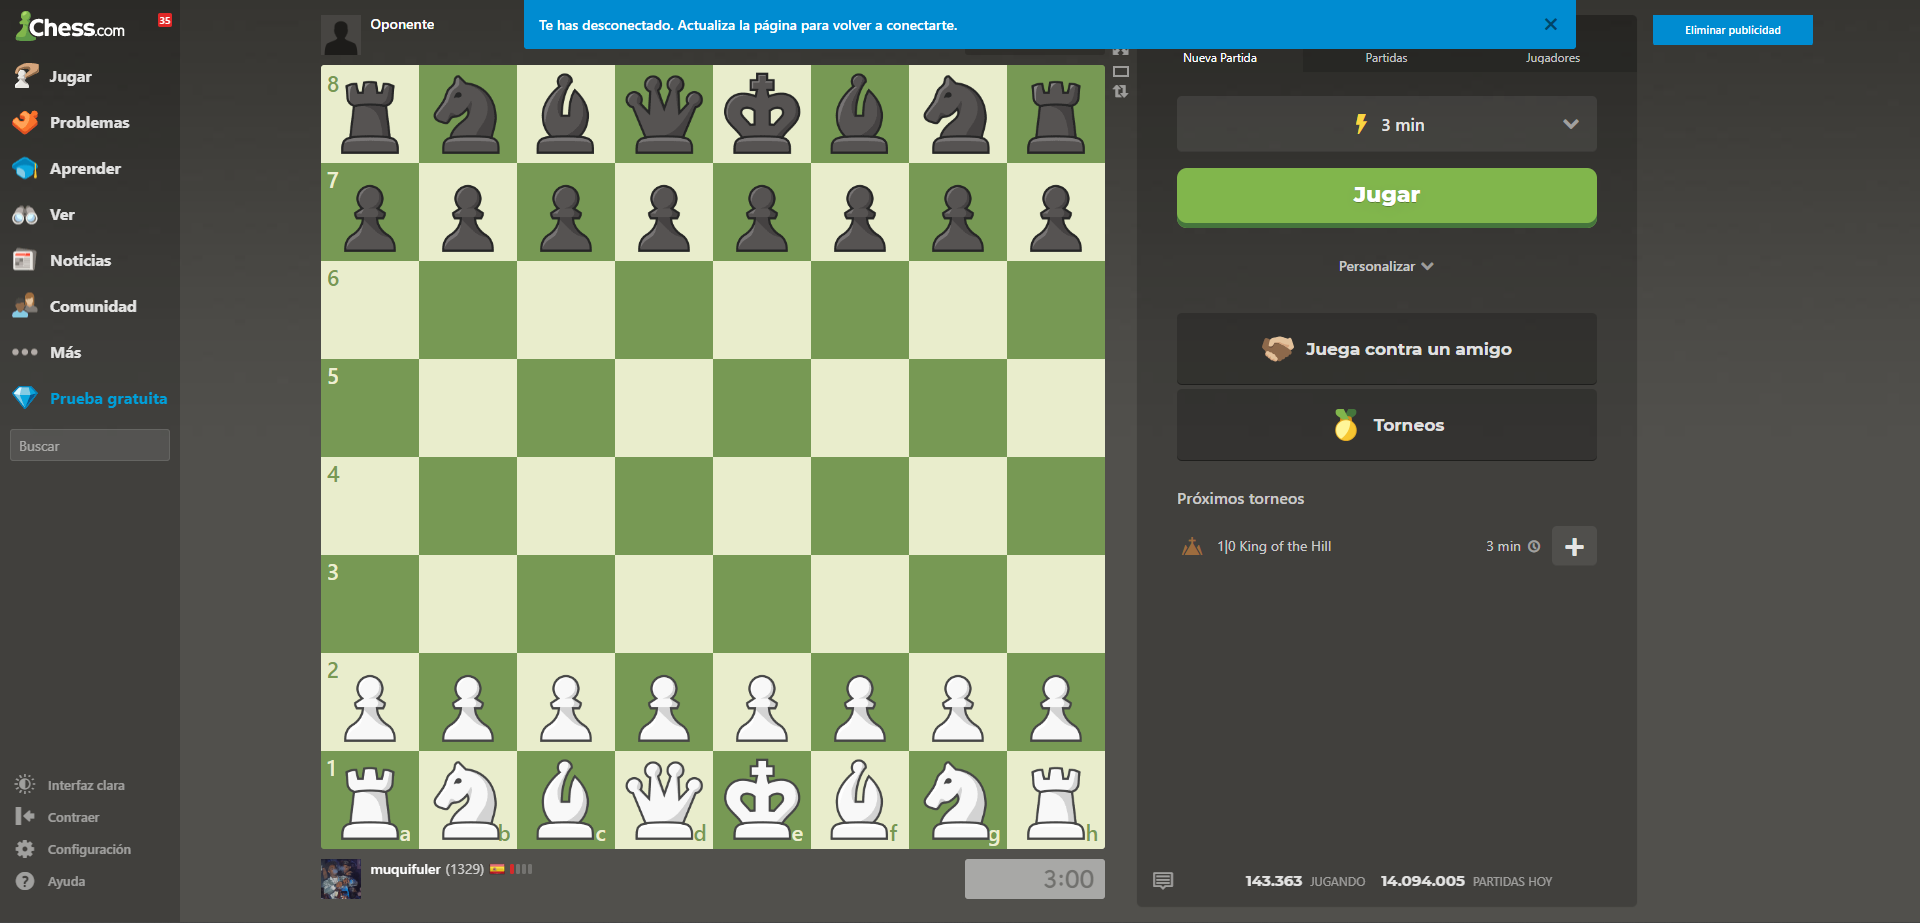 Chess.com
35
Jugar
Problemas
Aprender
Ver
Noticias
Comunidad
Más
Prueba gratuita
Buscar
Interfaz clara
Contraer
Configuración
Ayuda
Oponente
Te has desconectado. Actualiza la página para volver a conectarte.
8
7
6
5
4
3
2
1
a b c d e f g h
muquifuler (1329)
3:00
Nueva Partida
Partidas
Jugadores
3 min
Jugar
Personalizar
Juega contra un amigo
Torneos
Próximos torneos
1|0 King of the Hill
3 min
143.363 JUGANDO 14.094.005 PARTIDAS HOY
Eliminar publicidad